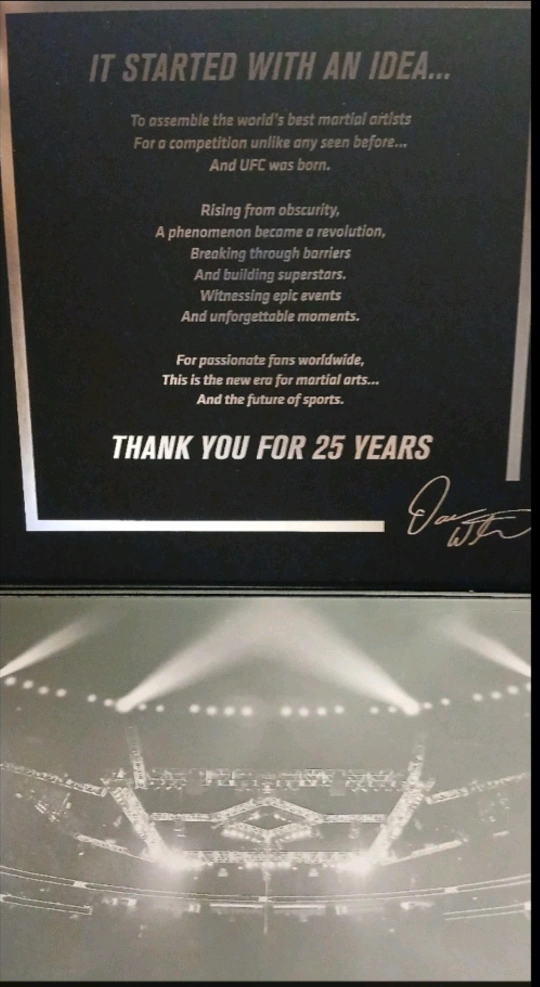 IT STARTED WITH AN IDEA...
To assemble the world's best martial artists
For a competition unlike any seen before...
And UFC was born.
Rising from obscurity,
A phenomenon became a revolution,
Breaking through barriers
And building superstars.
Witnessing epic events
And unforgettable moments.
For passionate fans worldwide,
This is the new era for martial arts...
And the future of sports.
THANK YOU FOR 25 YEARS